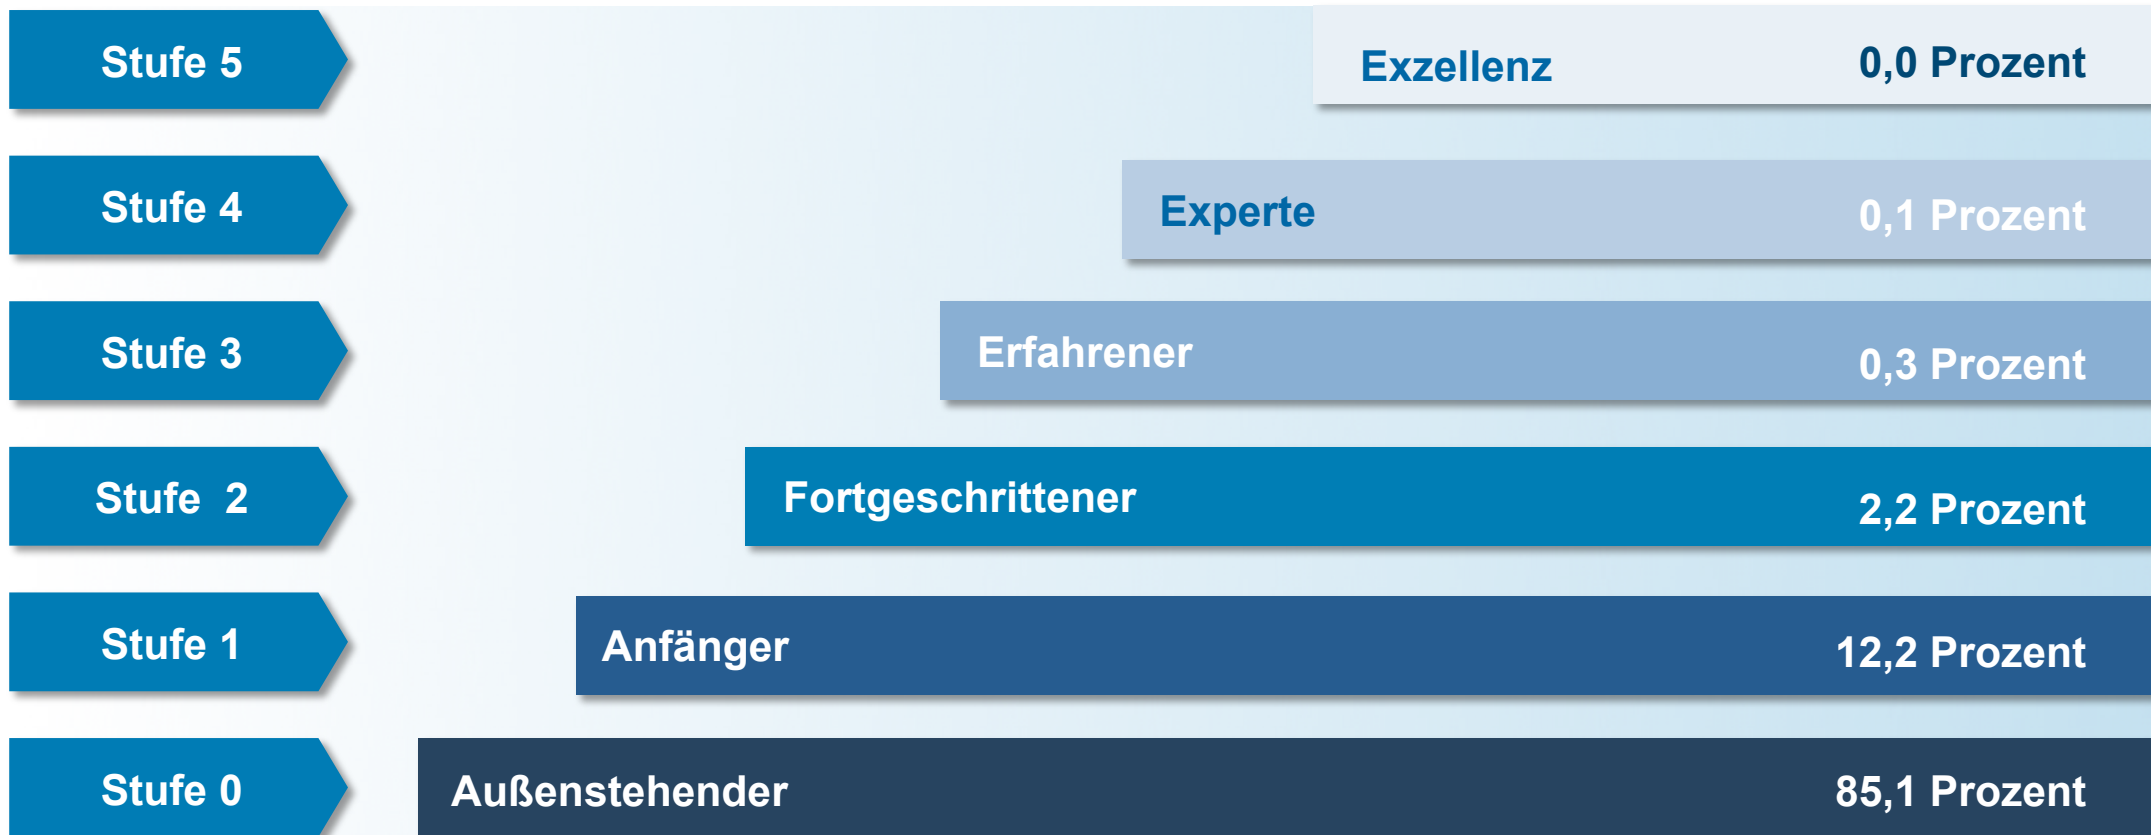 Stufe 5 Exzellenz 0,0 Prozent
Stufe 4 Experte 0,1 Prozent
Stufe 3 Erfahrener 0,3 Prozent
Stufe  2 Fortgeschrittener 2,2 Prozent
Stufe 1 Anfänger 12,2 Prozent
Stufe 0 Außenstehender 85,1 Prozent